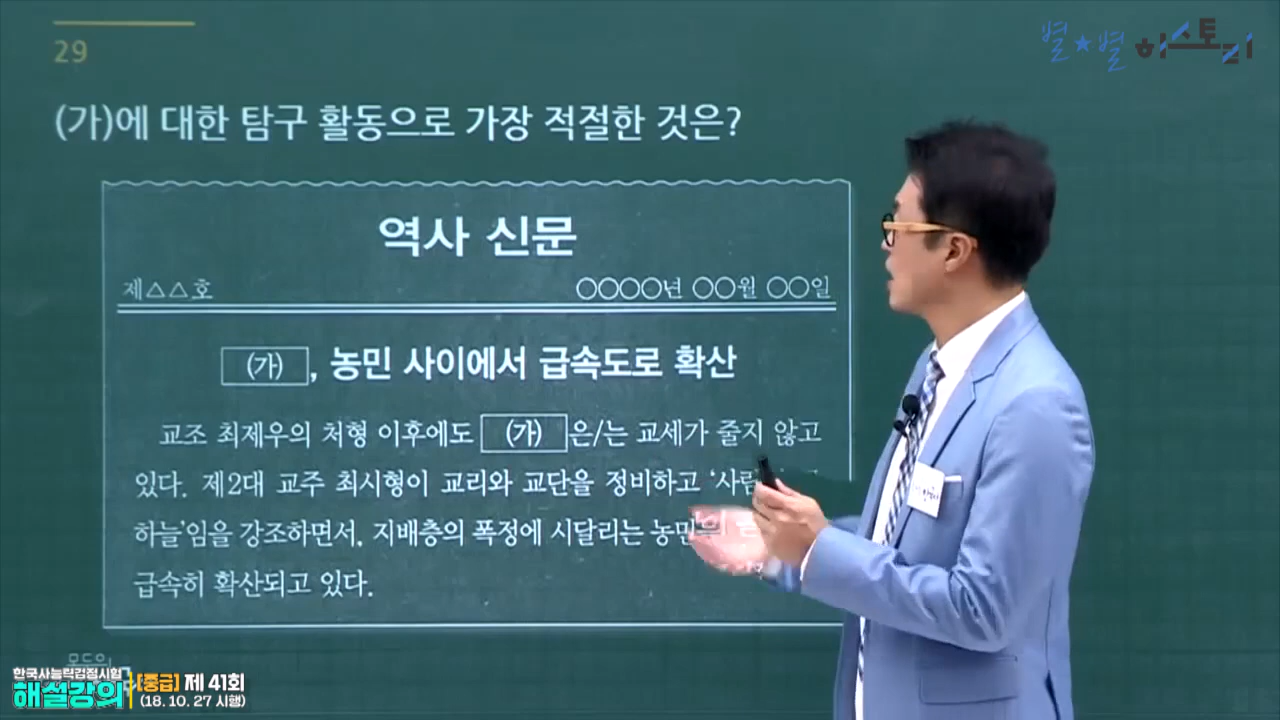 29
별★별 히스토리
(가)에 대한 탐구 활동으로 가장 적절한 것은?
역사 신문
제△△호 ○○○○년 ○○월 ○○일
(가), 농민 사이에서 급속도로 확산
교조 최제우의 처형 이후에도 (가) 은/는 교세가 줄지 않고
있다. 제2대 교주 최시형이 교리와 교단을 정비하고 '사람
하늘'임을 강조하면서, 지배층의 폭정에 시달리는 농민
급속히 확산되고 있다.
모두의
한국사능력검정시험
해설강의 [중급] 제 41회
(18. 10. 27 시행)